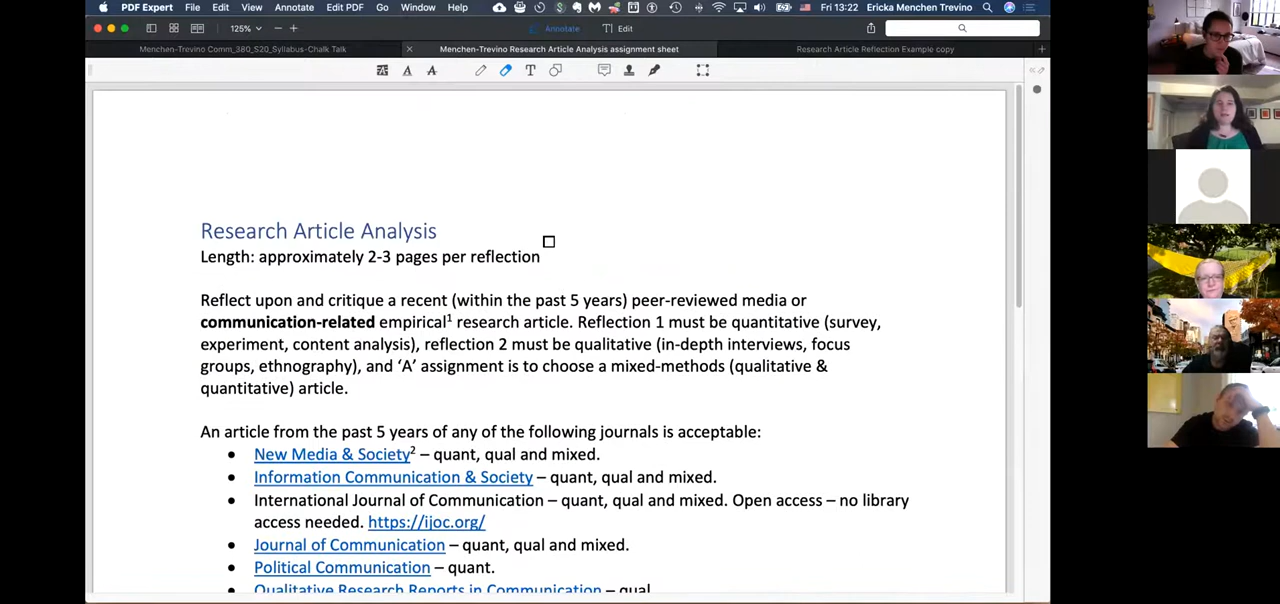 PDF Expert File Edit View Annotate Edit PDF Go Window Help Fri 13:22 Ericka Menchen Trevino
125% Annotate Edit
Menchen-Trevino Comm_380_S20_Syllabus-Chalk Talk Menchen-Trevino Research Article Analysis assignment sheet Research Article Reflection Example copy
Research Article Analysis
Length: approximately 2-3 pages per reflection
Reflect upon and critique a recent (within the past 5 years) peer-reviewed media or
communication-related empirical1 research article. Reflection 1 must be quantitative (survey,
experiment, content analysis), reflection 2 must be qualitative (in-depth interviews, focus
groups, ethnography), and ‘A’ assignment is to choose a mixed-methods (qualitative &
quantitative) article.
An article from the past 5 years of any of the following journals is acceptable:
• New Media & Society2 – quant, qual and mixed.
• Information Communication & Society – quant, qual and mixed.
• International Journal of Communication – quant, qual and mixed. Open access – no library
access needed. https://ijoc.org/
• Journal of Communication – quant, qual and mixed.
• Political Communication – quant.
• Qualitative Research Reports in Communication – qual